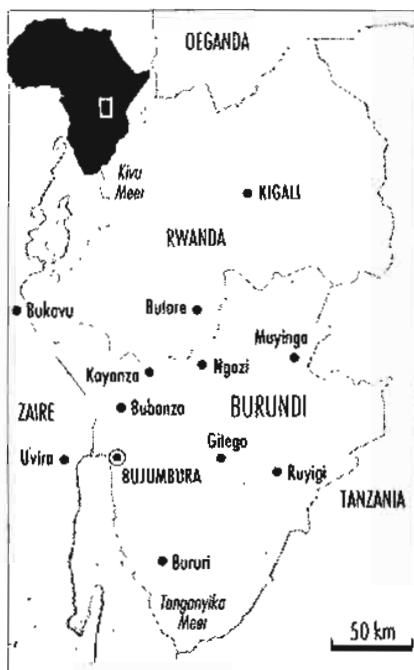 OEGANDA
Kivu
Meer
KIGALI
RWANDA
Bukavu
Butare
Muyinga
Ngozi
Kayanza
ZAIRE
Bubanza
BURUNDI
Gitega
Uvira
BUJUMBURA
Ruyigi
TANZANIA
Bururi
Tanganyika
Meer
50 km